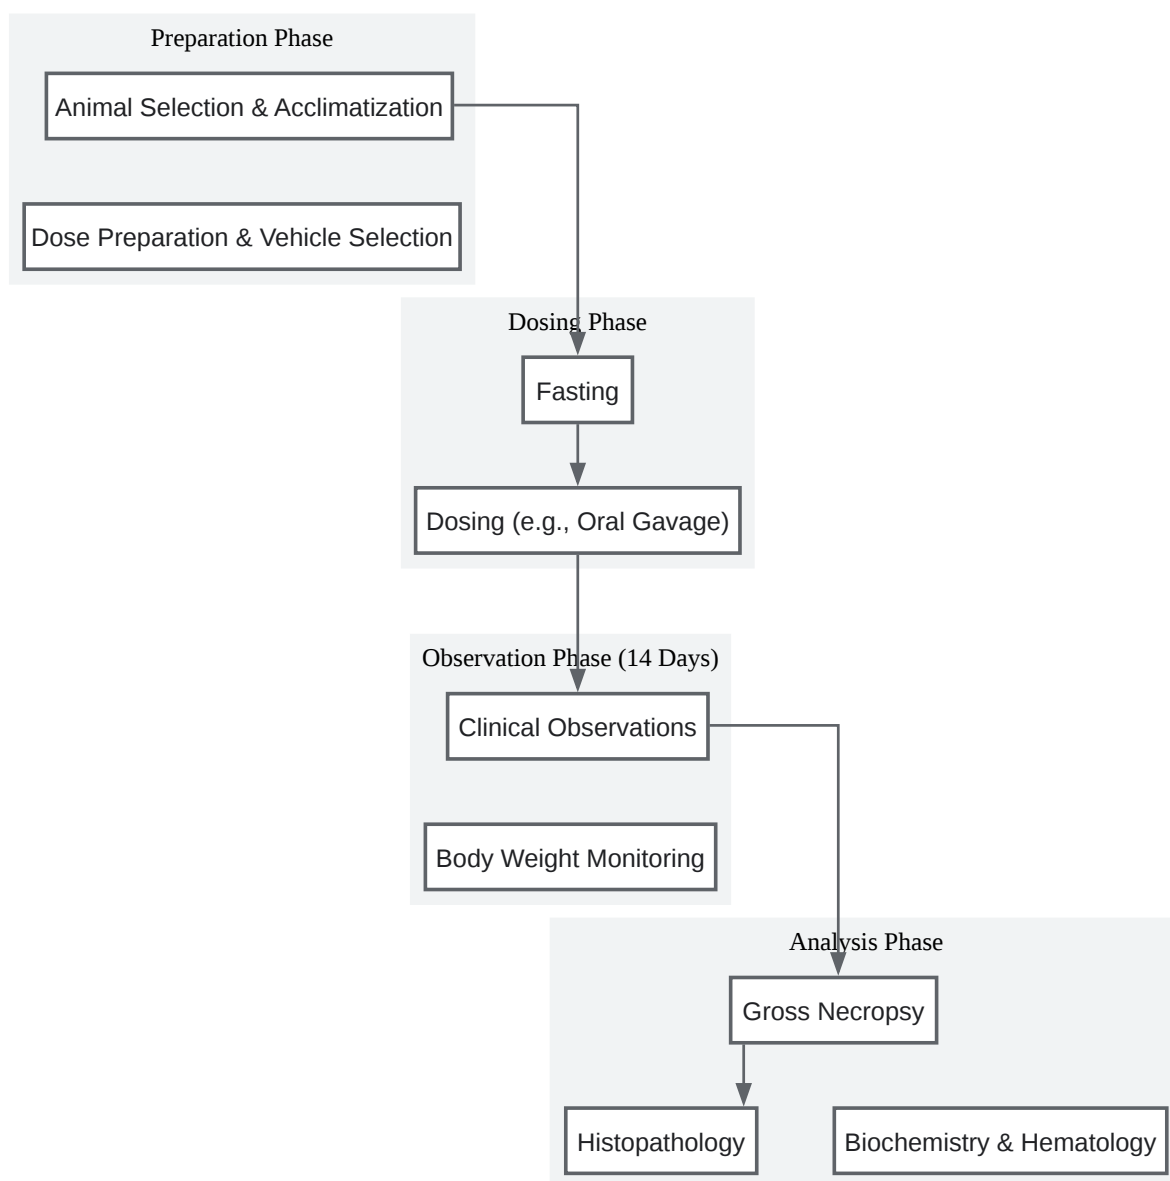 Preparation Phase
Animal Selection & Acclimatization
Dose Preparation & Vehicle Selection
Dosing Phase
Fasting
Dosing (e.g., Oral Gavage)
Observation Phase (14 Days)
Clinical Observations
Body Weight Monitoring
Analysis Phase
Gross Necropsy
Histopathology
Biochemistry & Hematology